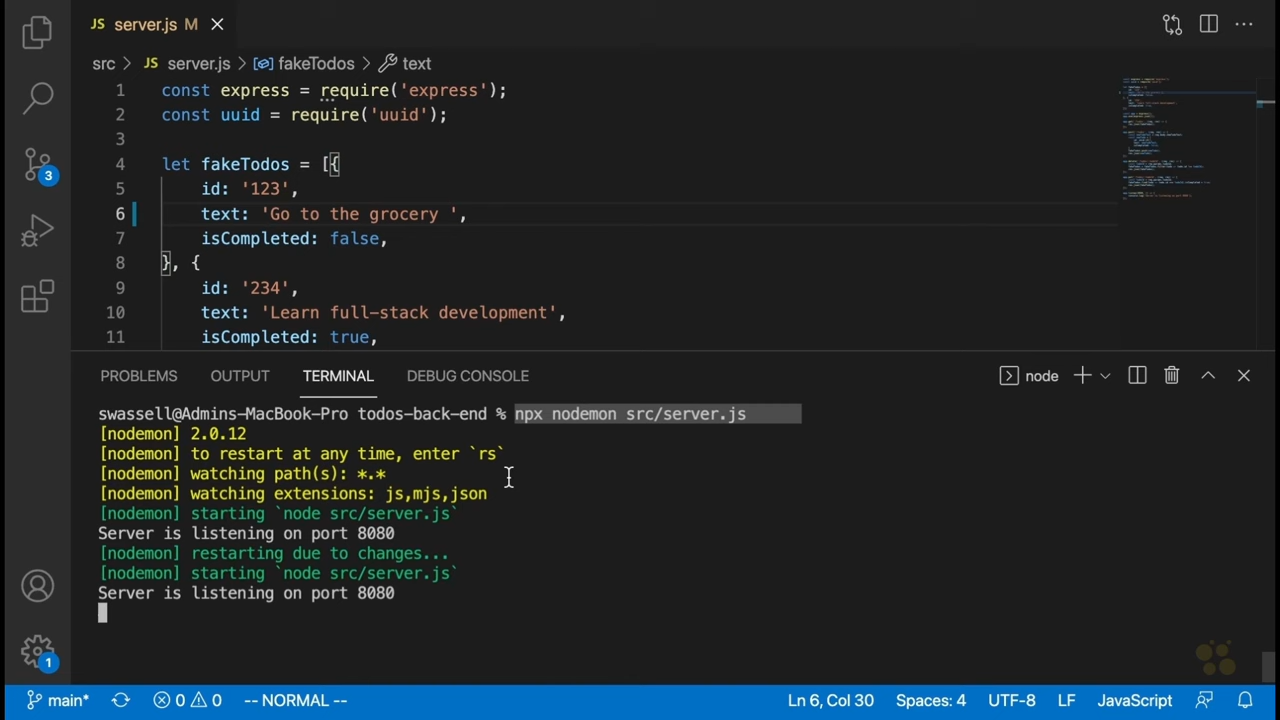 JS server.js M
src > JS server.js > fakeTodos > text
1 const express = require('express');
2 const uuid = require('uuid');
3
4 let fakeTodos = [{
5 id: '123',
6 text: 'Go to the grocery ',
7 isCompleted: false,
8 }, {
9 id: '234',
10 text: 'Learn full-stack development',
11 isCompleted: true,
3
PROBLEMS OUTPUT TERMINAL DEBUG CONSOLE node
swassell@Admins-MacBook-Pro todos-back-end % npx nodemon src/server.js
[nodemon] 2.0.12
[nodemon] to restart at any time, enter `rs`
[nodemon] watching path(s): *.*
[nodemon] watching extensions: js,mjs,json
[nodemon] starting `node src/server.js`
Server is listening on port 8080
[nodemon] restarting due to changes...
[nodemon] starting `node src/server.js`
Server is listening on port 8080
1
main* 0 0 -- NORMAL -- Ln 6, Col 30 Spaces: 4 UTF-8 LF JavaScript